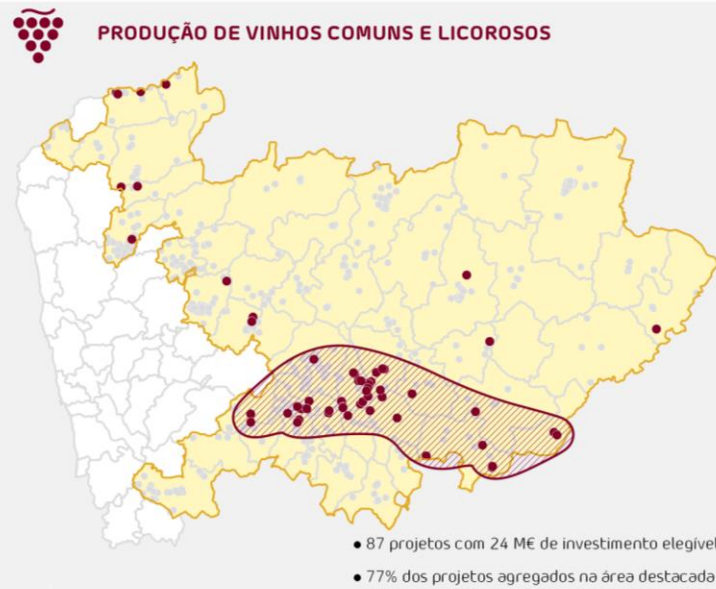 PRODUÇÃO DE VINHOS COMUNS E LICOROSOS
• 87 projetos com 24 M€ de investimento elegível
• 77% dos projetos agregados na área destacada